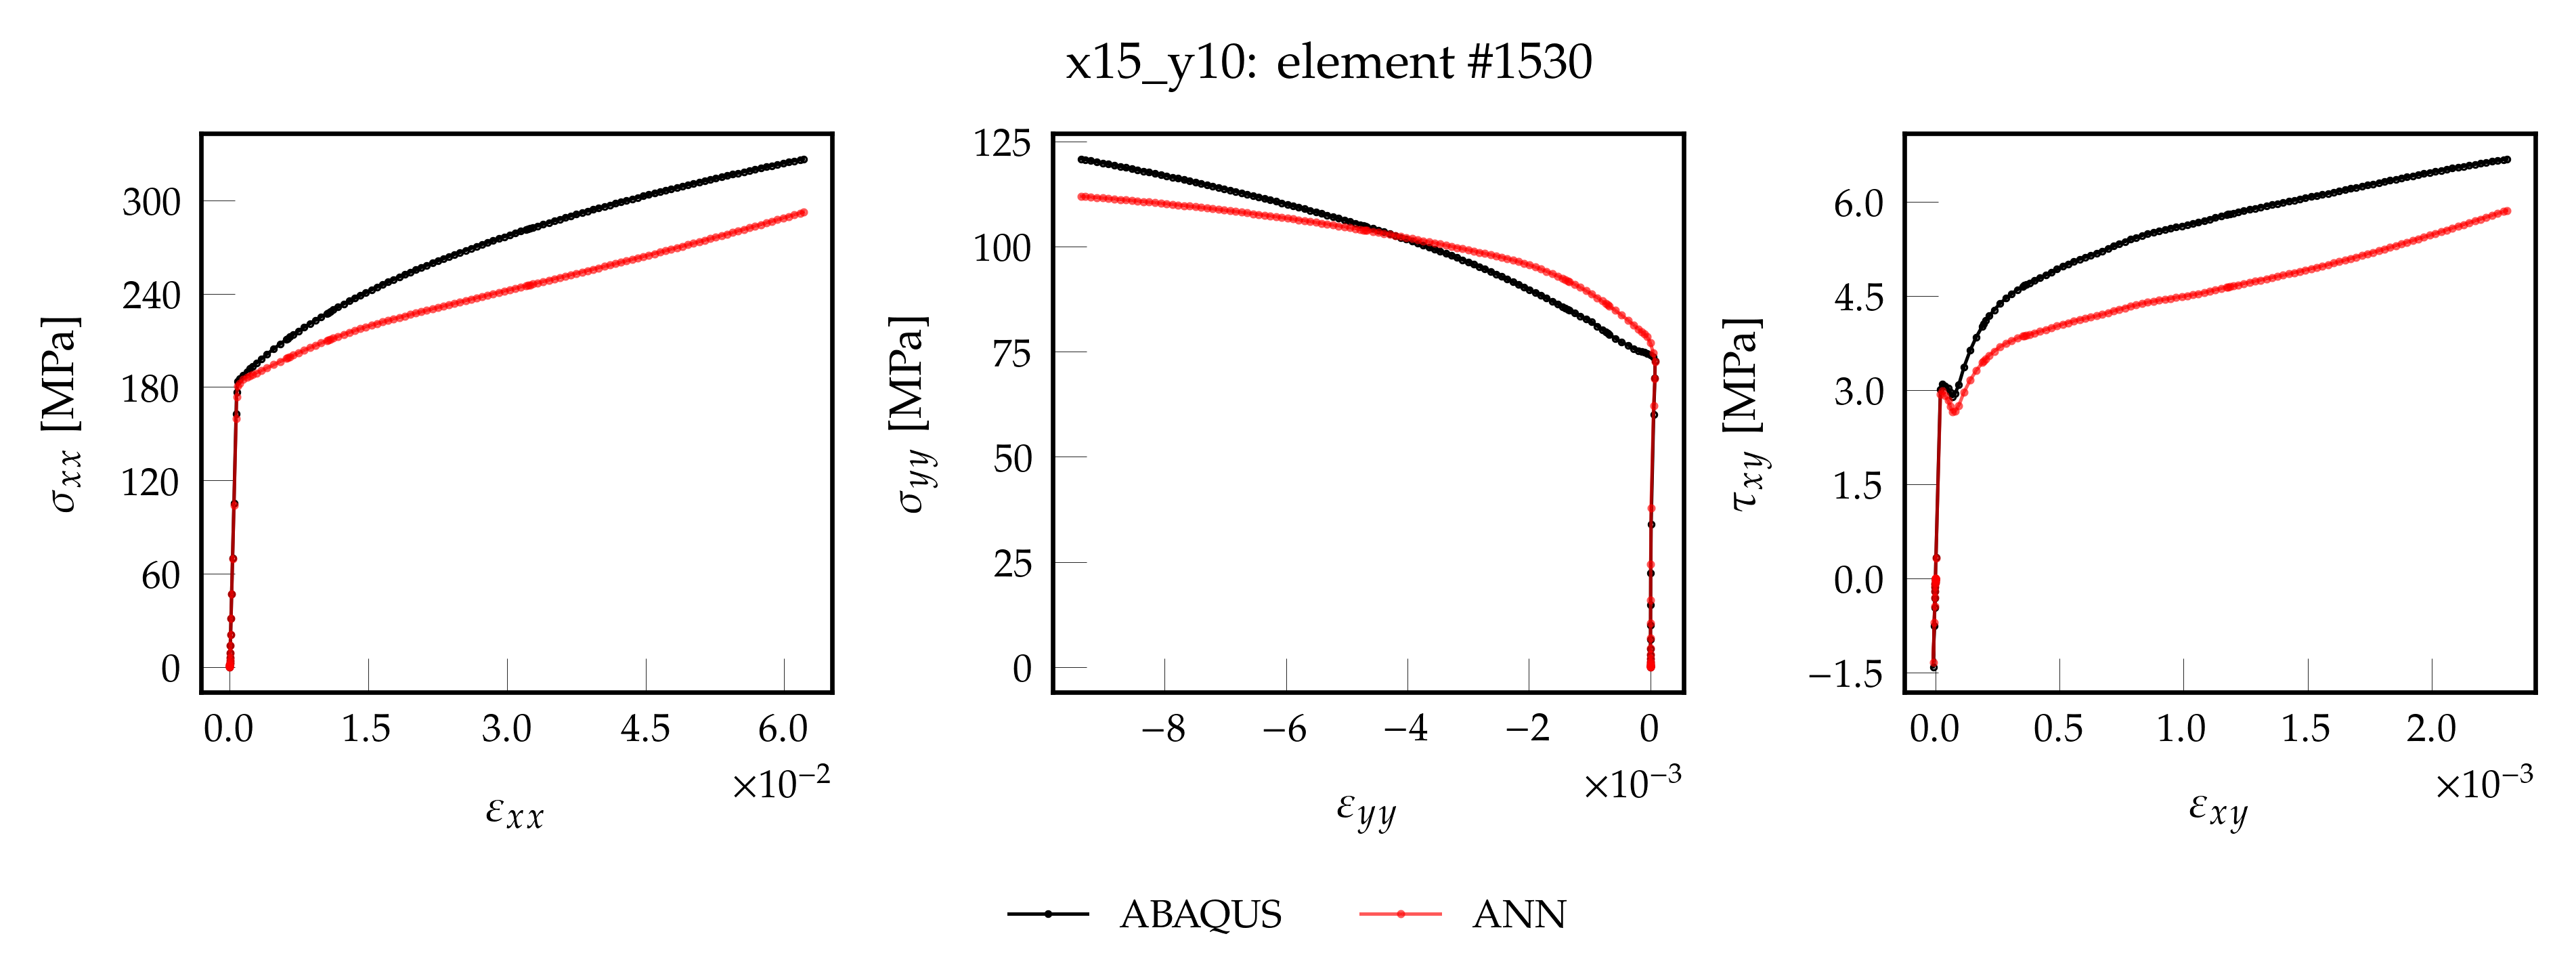 x15_y10: element #1530
σxx [MPa]
300
240
180
120
60
0
0.0 1.5 3.0 4.5 6.0
×10⁻²
εxx
σyy [MPa]
125
100
75
50
25
0
−8 −6 −4 −2 0
×10⁻³
εyy
τxy [MPa]
6.0
4.5
3.0
1.5
0.0
−1.5
0.0 0.5 1.0 1.5 2.0
×10⁻³
εxy
ABAQUS ANN